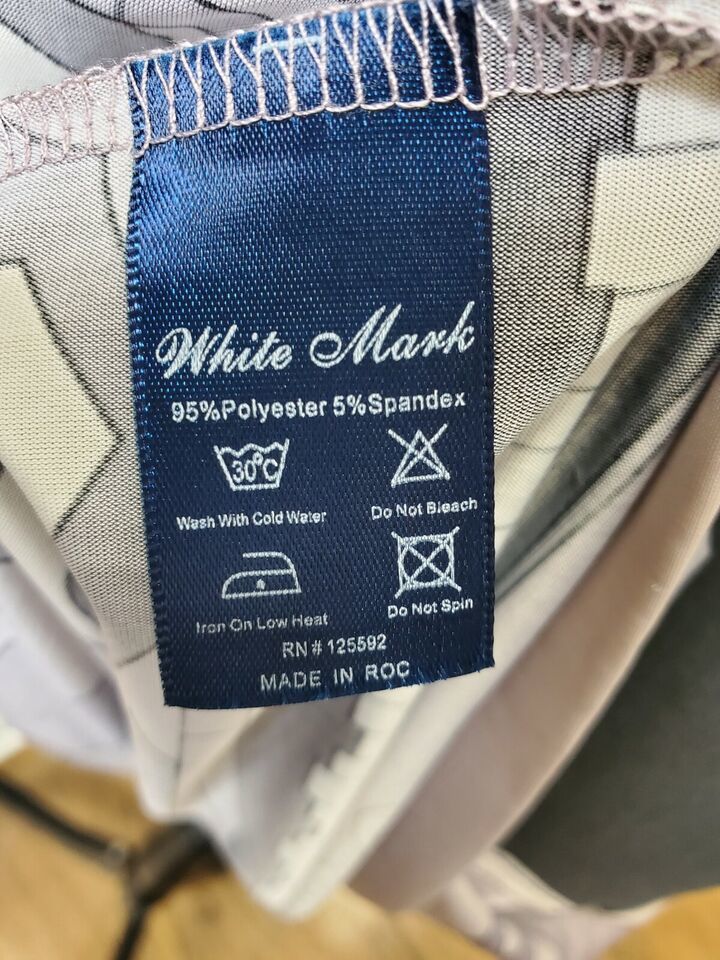 White Mark
95%Polyester 5%Spandex
30°C
Wash With Cold Water
Do Not Bleach
Iron On Low Heat
Do Not Spin
RN # 125592
MADE IN ROC